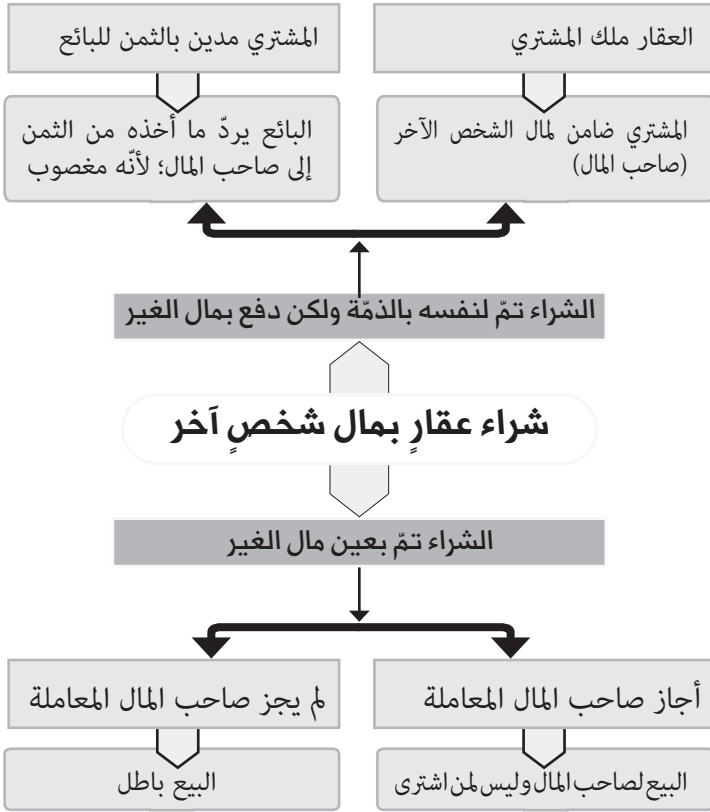 العقار ملك المشتري
المشتري مدين بالثمن للبائع
المشتري ضامن لمال الشخص الآخر
(صاحب المال)
البائع يردّ ما أخذه من الثمن
إلى صاحب المال؛ لأنّه مغصوب
الشراء تمّ لنفسه بالذمّة ولكن دفع بمال الغير
شراء عقارٍ بمال شخصٍ آخر
الشراء تمّ بعين مال الغير
أجاز صاحب المال المعاملة
لم يجز صاحب المال المعاملة
البيع لصاحب المال وليس لمن اشترى
البيع باطل